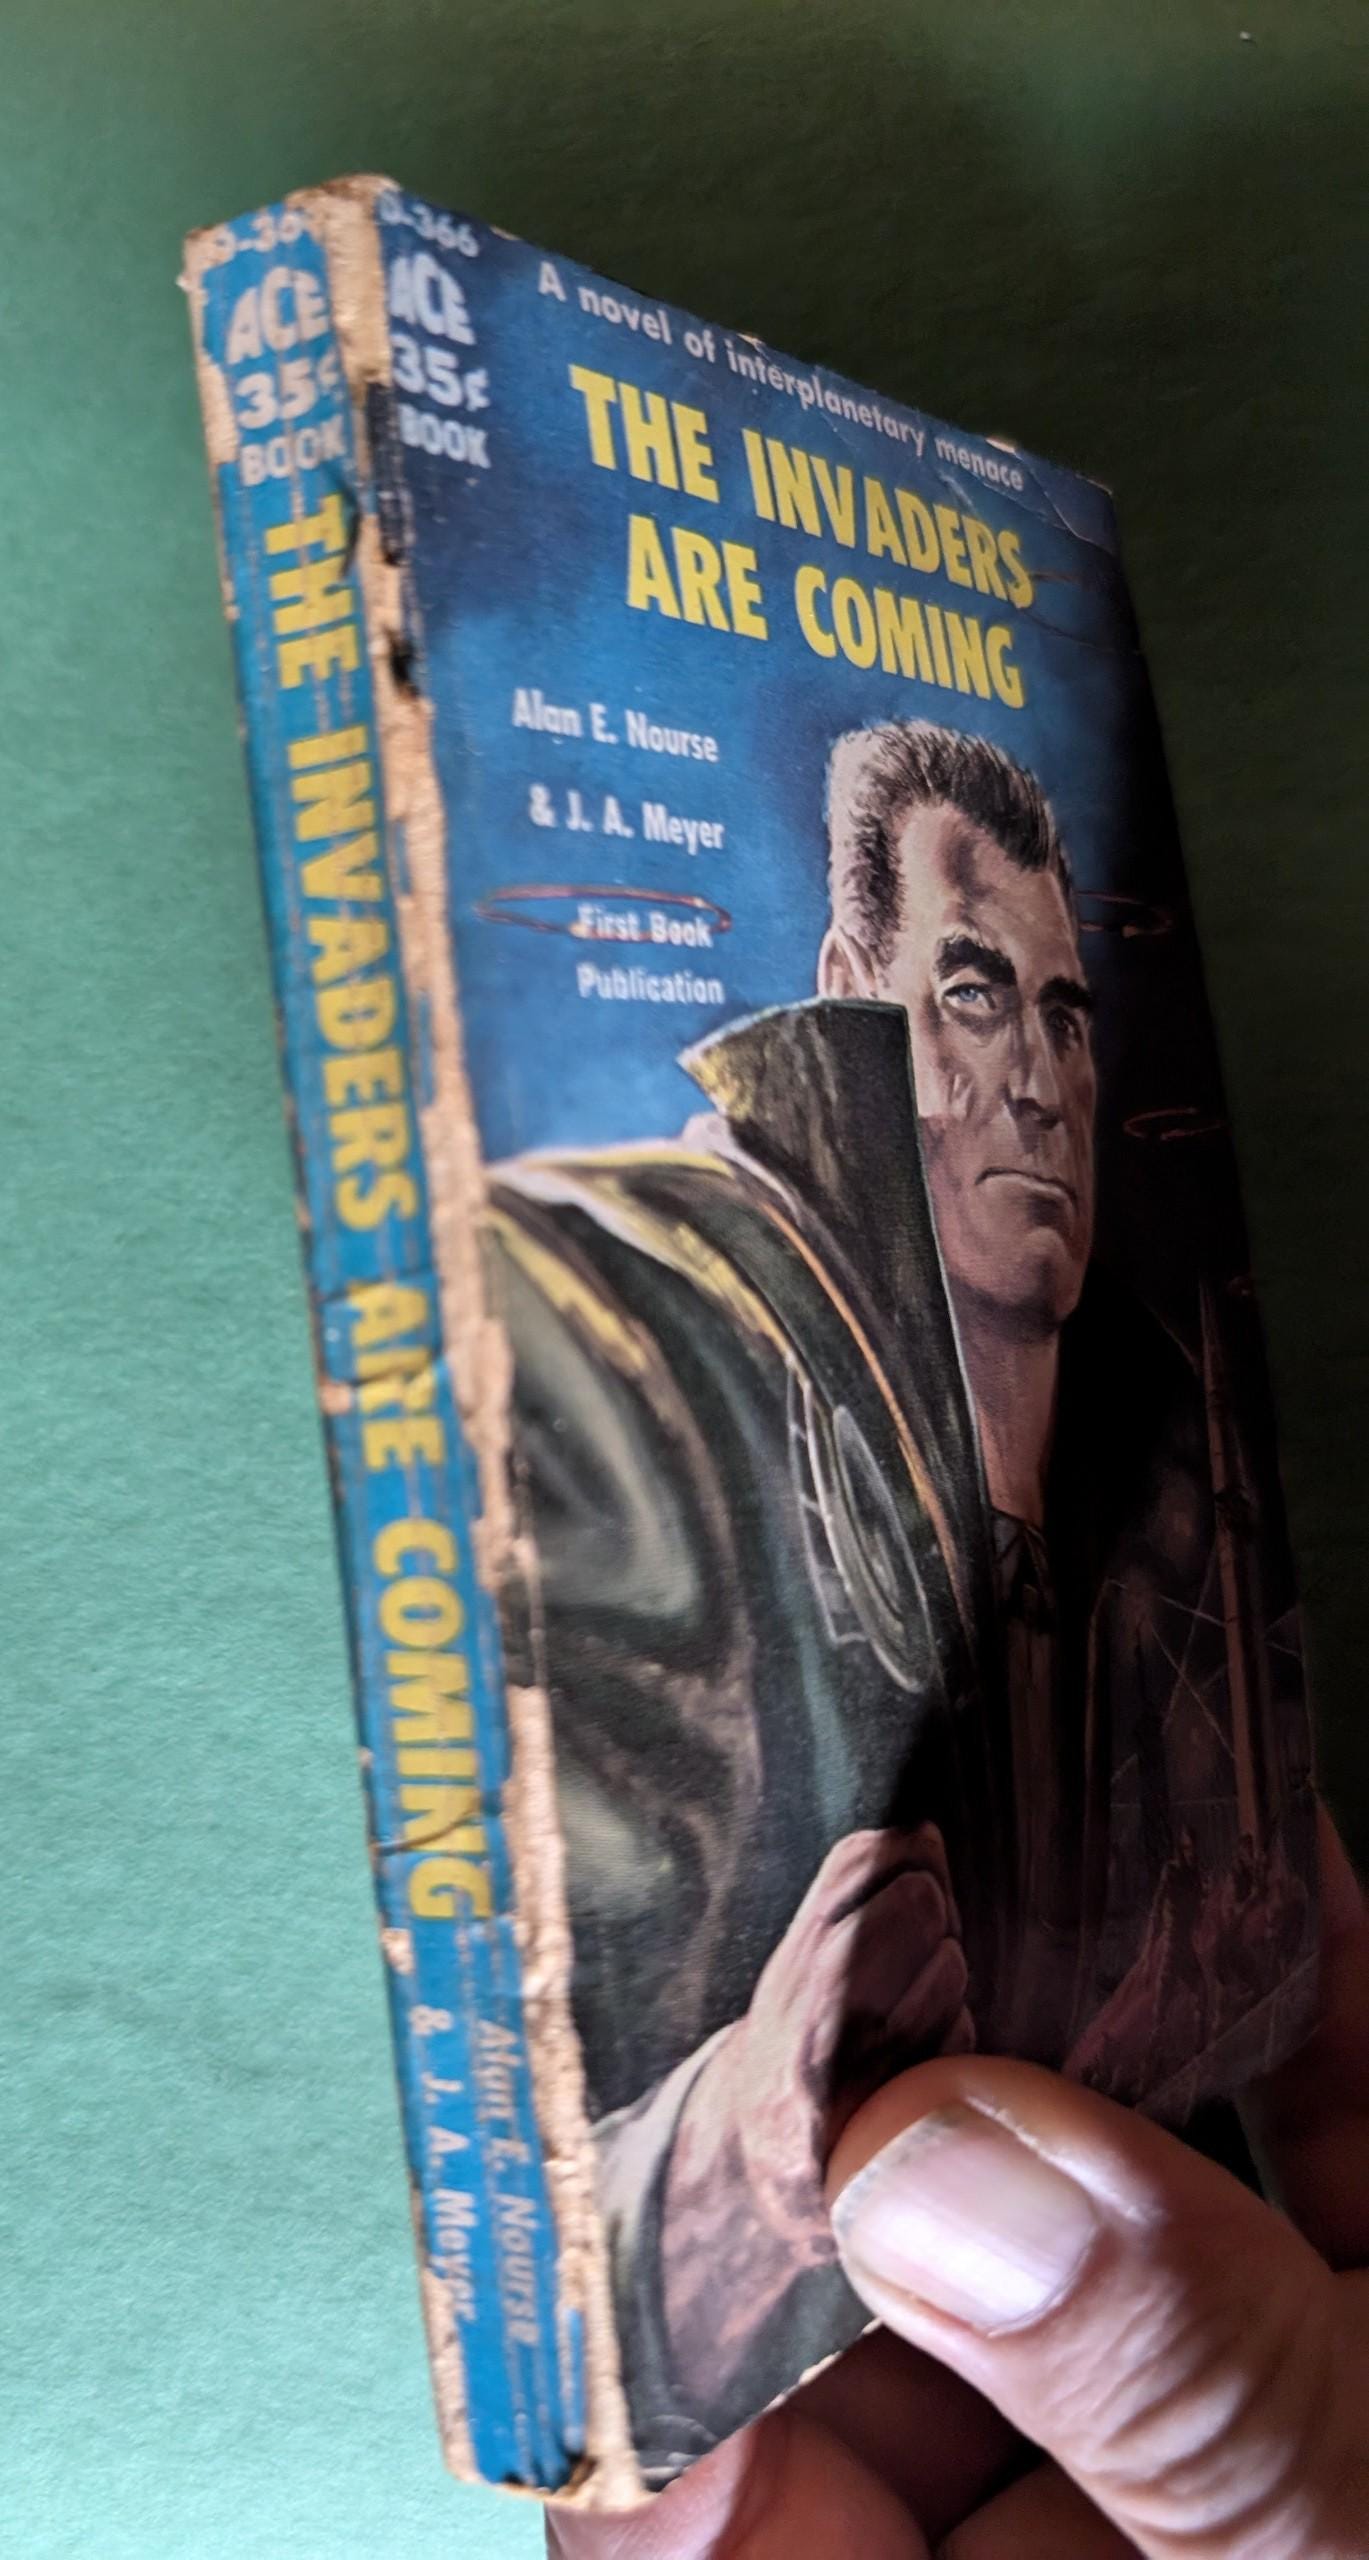 D-36
ACE
35¢
BOOK
THE INVADERS ARE COMING
Alan E. Nourse
& J. A. Meyer
D-366
ACE
35¢
BOOK
A novel of interplanetary menace
THE INVADERS
ARE COMING
Alan E. Nourse
& J. A. Meyer
First Book
Publication